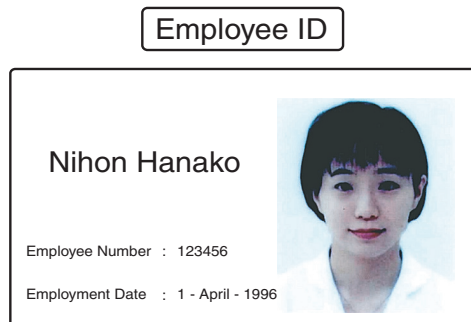 Employee ID
Nihon Hanako
Employee Number : 123456
Employment Date : 1 - April - 1996